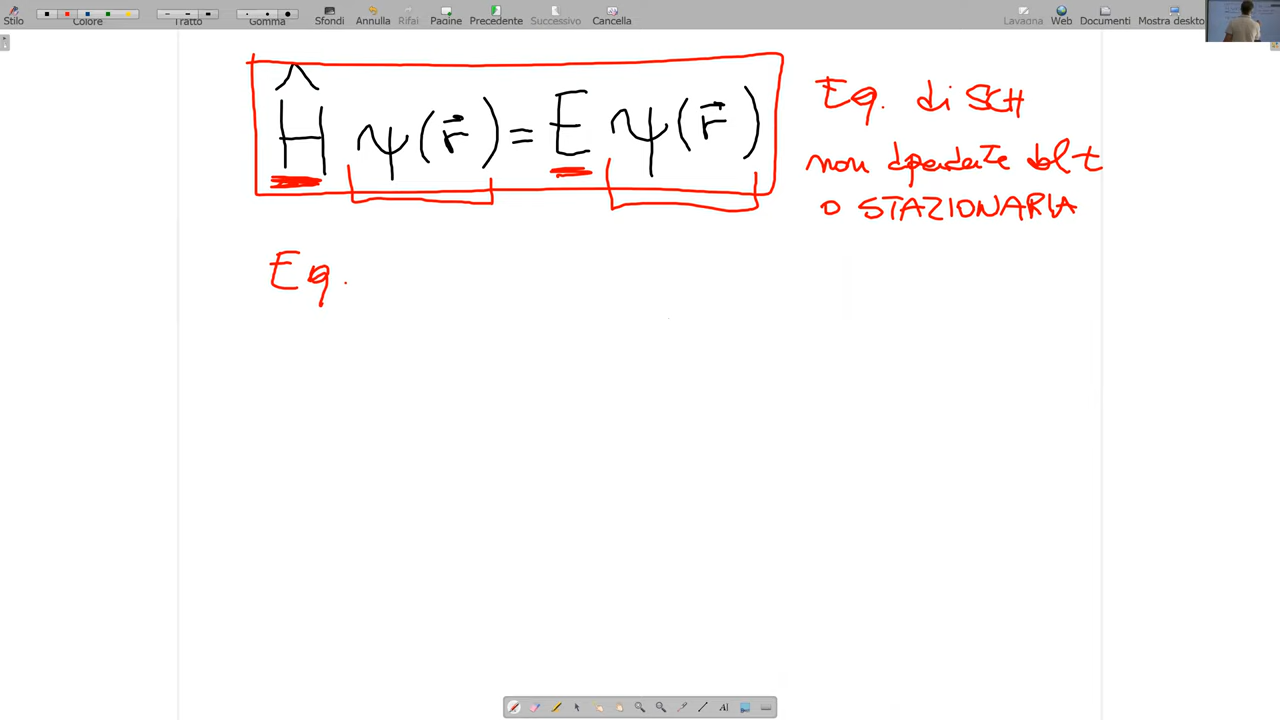 Stilo Colore Tratto Gomma Sfondi Annulla Rifai Pagine Precedente Successivo Cancella Lavagna Web Documenti Mostra deskto
Ĥ ψ(r⃗) = E ψ(r⃗)
Eq. di SCH
non dipendente dal t
o STAZIONARIA
Eq.